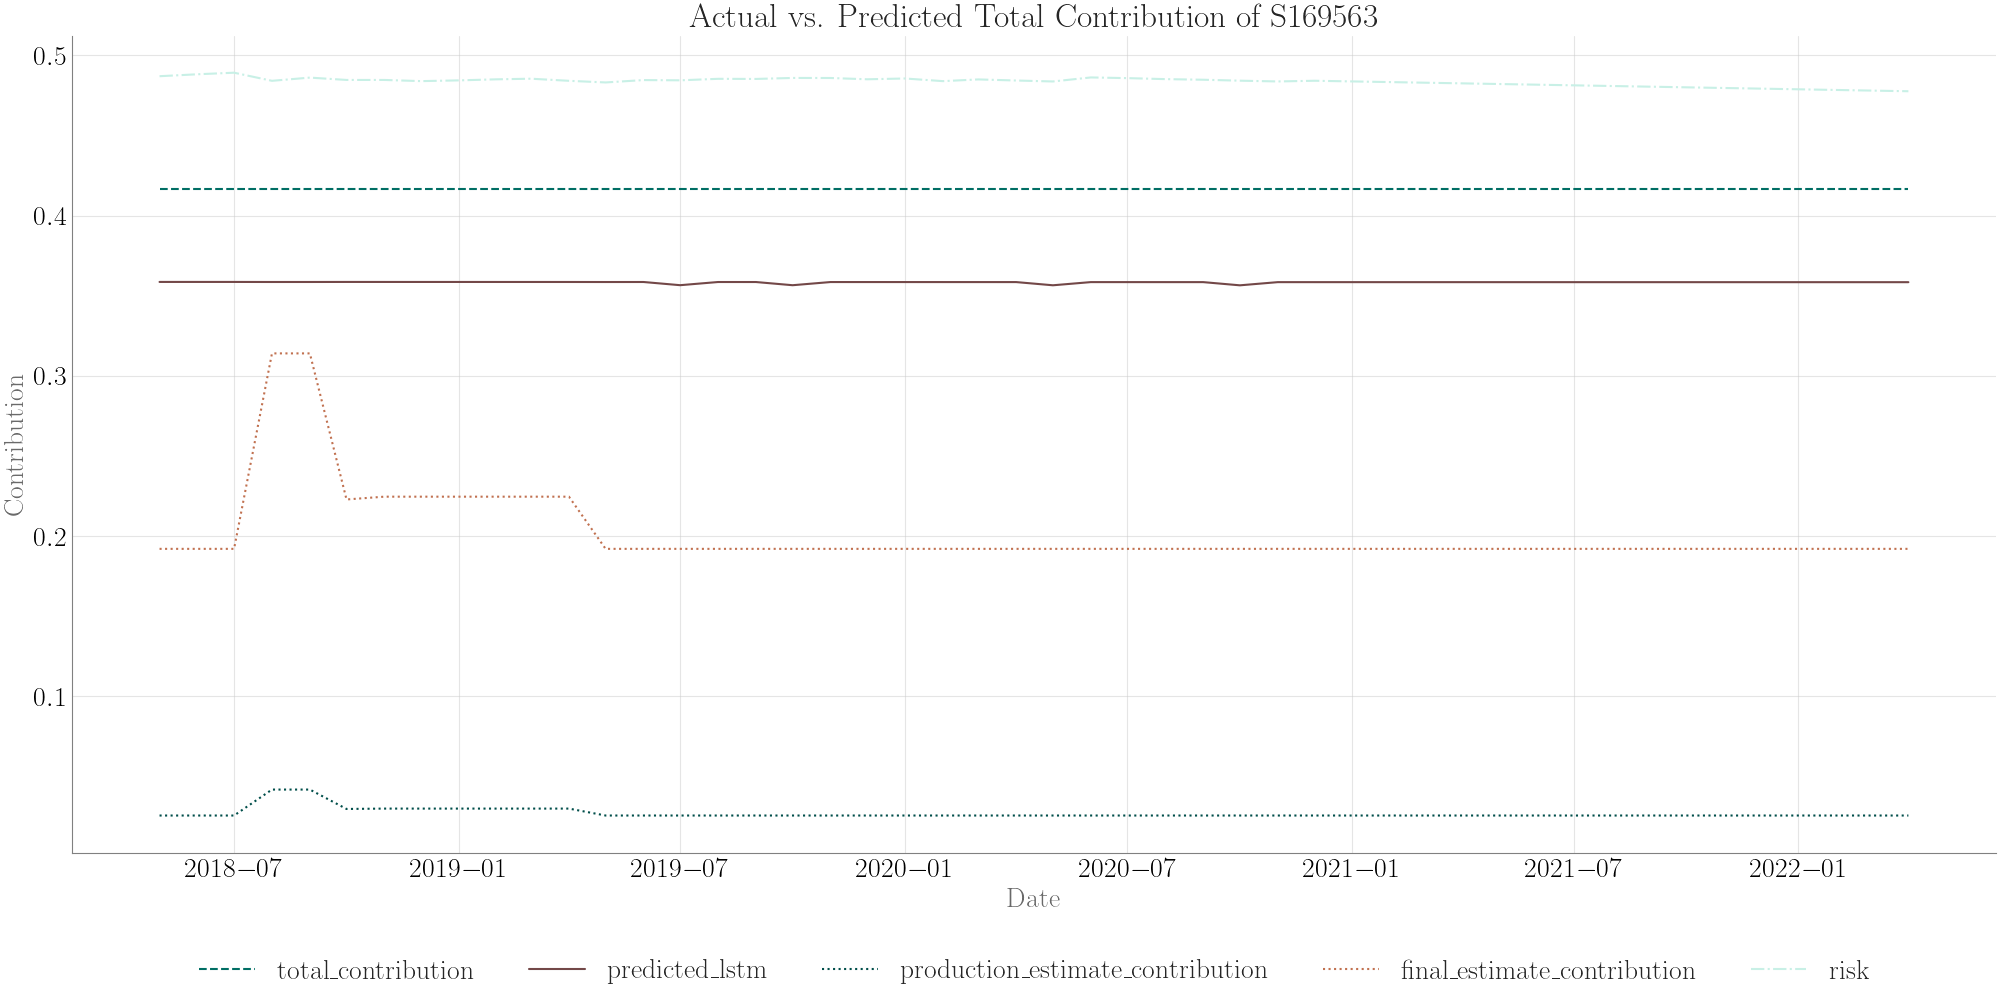 Actual vs. Predicted Total Contribution of S169563
0.5
0.4
0.3
0.2
0.1
Contribution
2018–07 2019–01 2019–07 2020–01 2020–07 2021–01 2021–07 2022–01
Date
total_contribution predicted_lstm production_estimate_contribution final_estimate_contribution risk